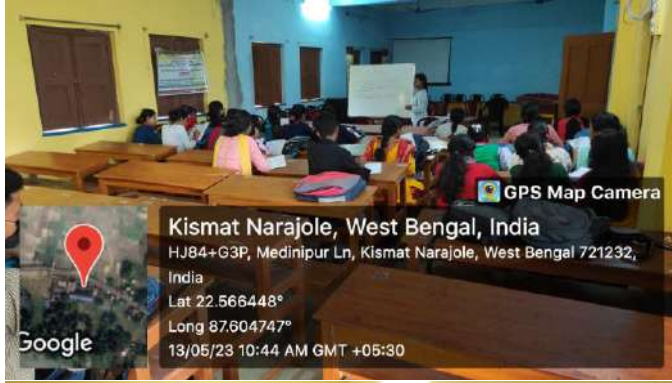 GPS Map Camera
Kismat Narajole, West Bengal, India
HJ84+G3P, Medinipur Ln, Kismat Narajole, West Bengal 721232,
India
Lat 22.566448°
Long 87.604747°
13/05/23 10:44 AM GMT +05:30
Google